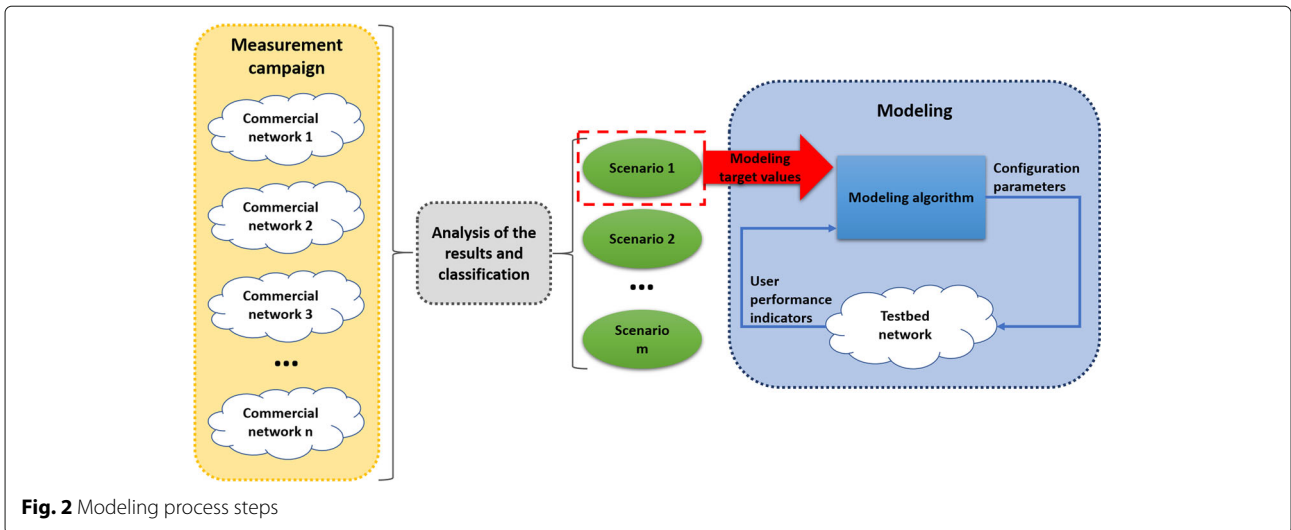 Measurement
campaign
Commercial
network 1
Commercial
network 2
Commercial
network 3
...
Commercial
network n
Analysis of the
results and
classification
Scenario 1
Scenario 2
...
Scenario
m
Modeling
target values
Modeling
Modeling algorithm
Configuration
parameters
User
performance
indicators
Testbed
network
Fig. 2 Modeling process steps